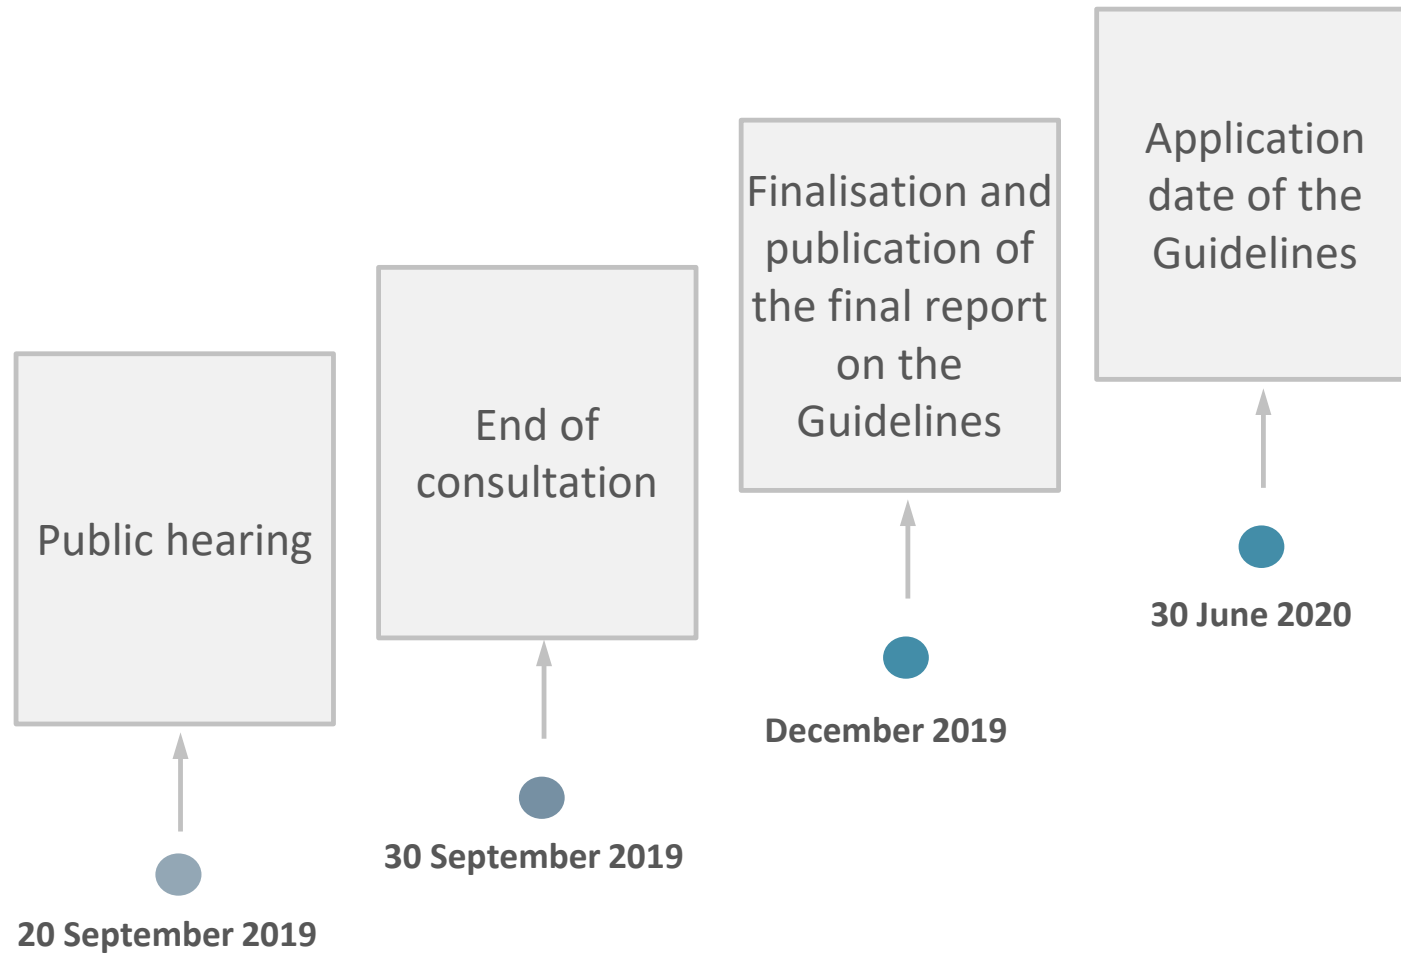 Public hearing
20 September 2019
End of
consultation
30 September 2019
Finalisation and
publication of
the final report
on the
Guidelines
December 2019
Application
date of the
Guidelines
30 June 2020